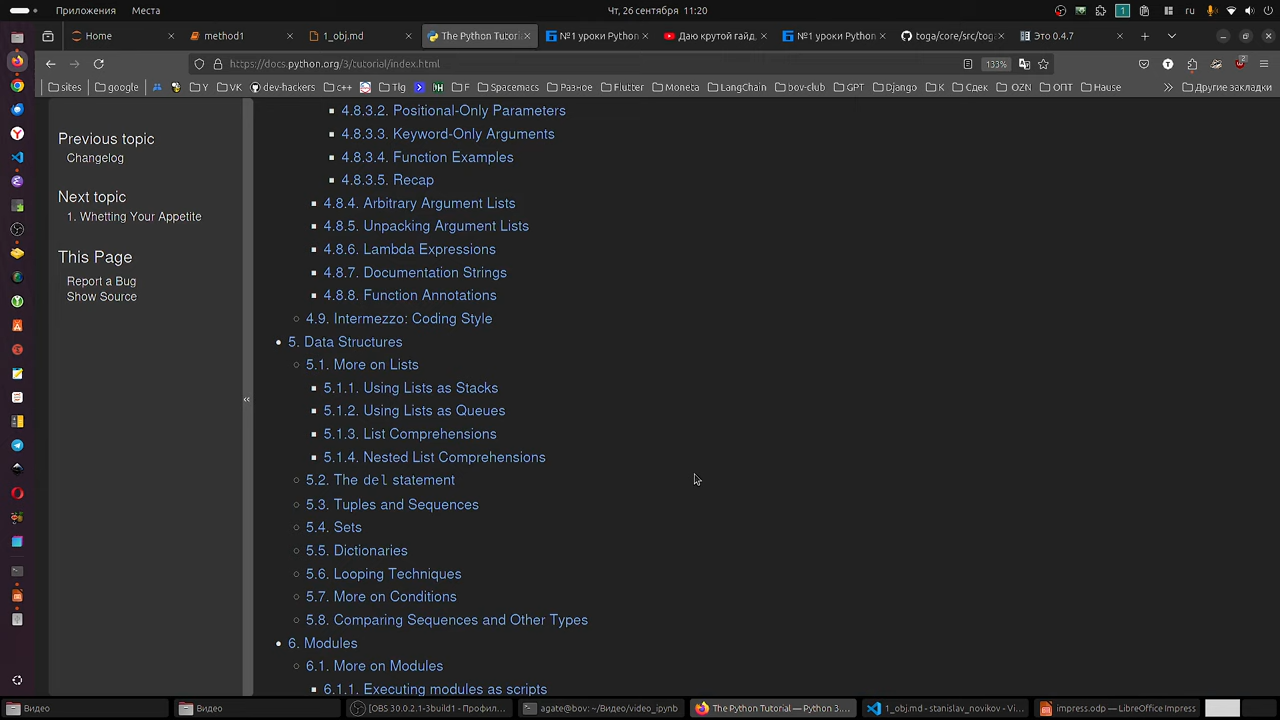 Приложения Места
Чт, 26 сентября 11:20
1 ru
Home
method1
1_obj.md
The Python Tutori
№1 уроки Python
Даю крутой гайд
№1 уроки Python
toga/core/src/tog
Это 0.4.7
https://docs.python.org/3/tutorial/index.html
133%
sites google Y VK dev-hackers c++ H Tlg F Spacemacs Разное Flutter Moneca LangChain bov-club GPT Django K Сдек OZN ОПТ Hause Другие закладки
Previous topic
Changelog
Next topic
1. Whetting Your Appetite
This Page
Report a Bug
Show Source
«
4.8.3.2. Positional-Only Parameters
4.8.3.3. Keyword-Only Arguments
4.8.3.4. Function Examples
4.8.3.5. Recap
4.8.4. Arbitrary Argument Lists
4.8.5. Unpacking Argument Lists
4.8.6. Lambda Expressions
4.8.7. Documentation Strings
4.8.8. Function Annotations
4.9. Intermezzo: Coding Style
5. Data Structures
5.1. More on Lists
5.1.1. Using Lists as Stacks
5.1.2. Using Lists as Queues
5.1.3. List Comprehensions
5.1.4. Nested List Comprehensions
5.2. The del statement
5.3. Tuples and Sequences
5.4. Sets
5.5. Dictionaries
5.6. Looping Techniques
5.7. More on Conditions
5.8. Comparing Sequences and Other Types
6. Modules
6.1. More on Modules
6.1.1. Executing modules as scripts
Видео
Видео
[OBS 30.0.2.1-3build1 - Профил...
agate@bov: ~/Видео/video_ipynb
The Python Tutorial — Python 3....
1_obj.md - stanislav_novikov - Vi...
impress.odp — LibreOffice Impress